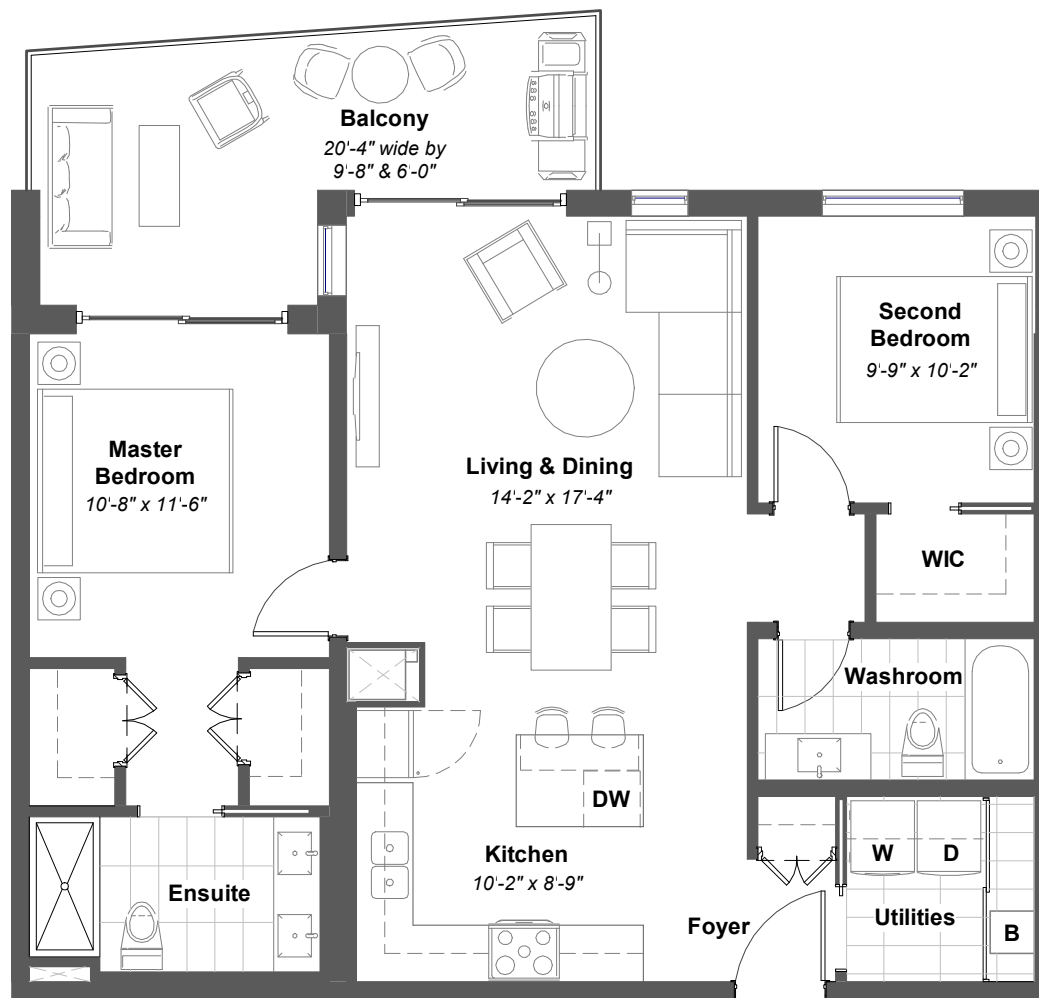 Balcony
20'-4" wide by
9'-8" & 6'-0"
Second
Bedroom
9'-9" x 10'-2"
Master
Bedroom
10'-8" x 11'-6"
Living & Dining
14'-2" x 17'-4"
WIC
Washroom
DW
Kitchen
10'-2" x 8'-9"
W
D
Ensuite
Foyer
Utilities
B